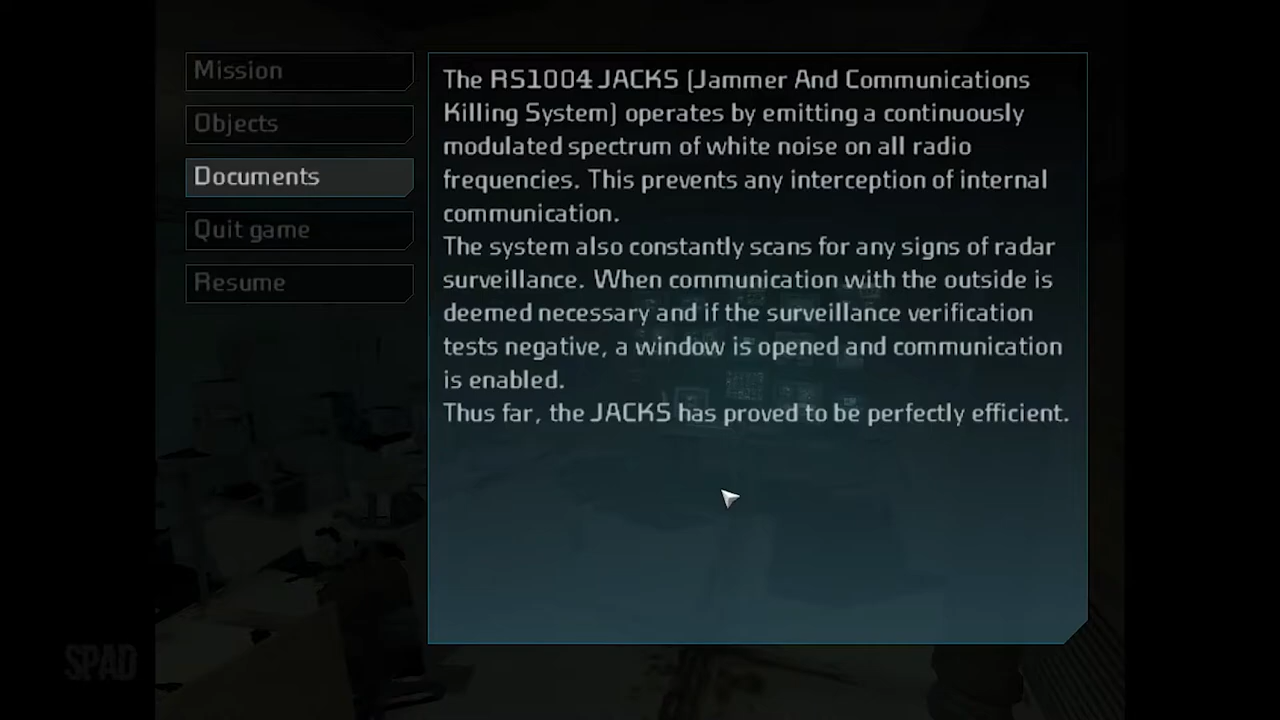 Mission
Objects
Documents
Quit game
Resume
The RS1004 JACKS (Jammer And Communications
Killing System) operates by emitting a continuously
modulated spectrum of white noise on all radio
frequencies. This prevents any interception of internal
communication.
The system also constantly scans for any signs of radar
surveillance. When communication with the outside is
deemed necessary and if the surveillance verification
tests negative, a window is opened and communication
is enabled.
Thus far, the JACKS has proved to be perfectly efficient.
SPAD